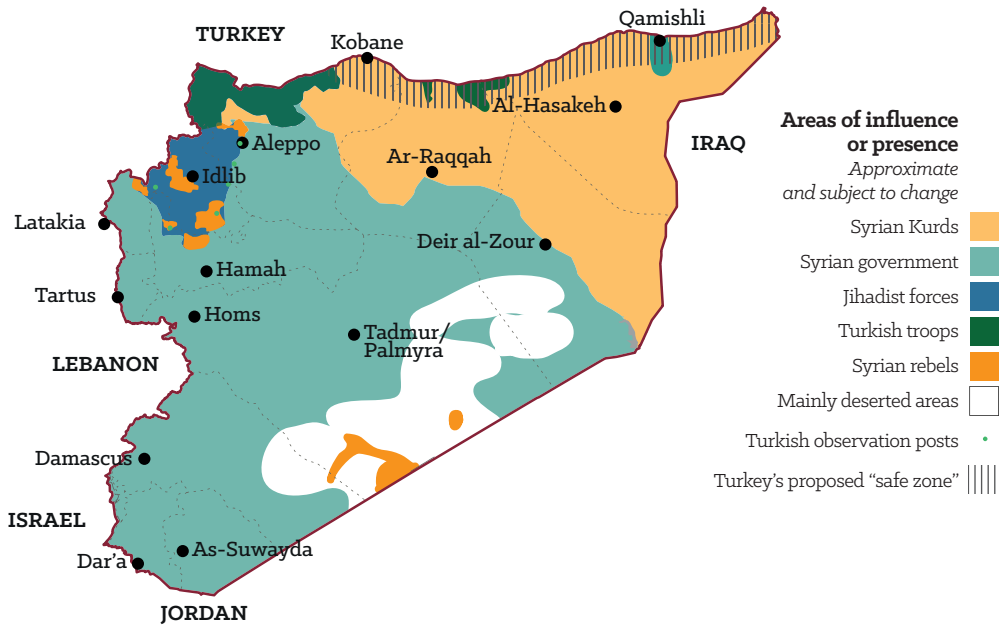 Qamishli
TURKEY
Kobane
Al-Hasakeh
Aleppo
IRAQ
Ar-Raqqah
Idlib
Latakia
Deir al-Zour
Hamah
Tartus
Homs
Tadmur/
Palmyra
LEBANON
Damascus
ISRAEL
As-Suwayda
Dar'a
JORDAN
Areas of influence
or presence
Approximate
and subject to change
Syrian Kurds
Syrian government
Jihadist forces
Turkish troops
Syrian rebels
Mainly deserted areas
Turkish observation posts
Turkey's proposed “safe zone”